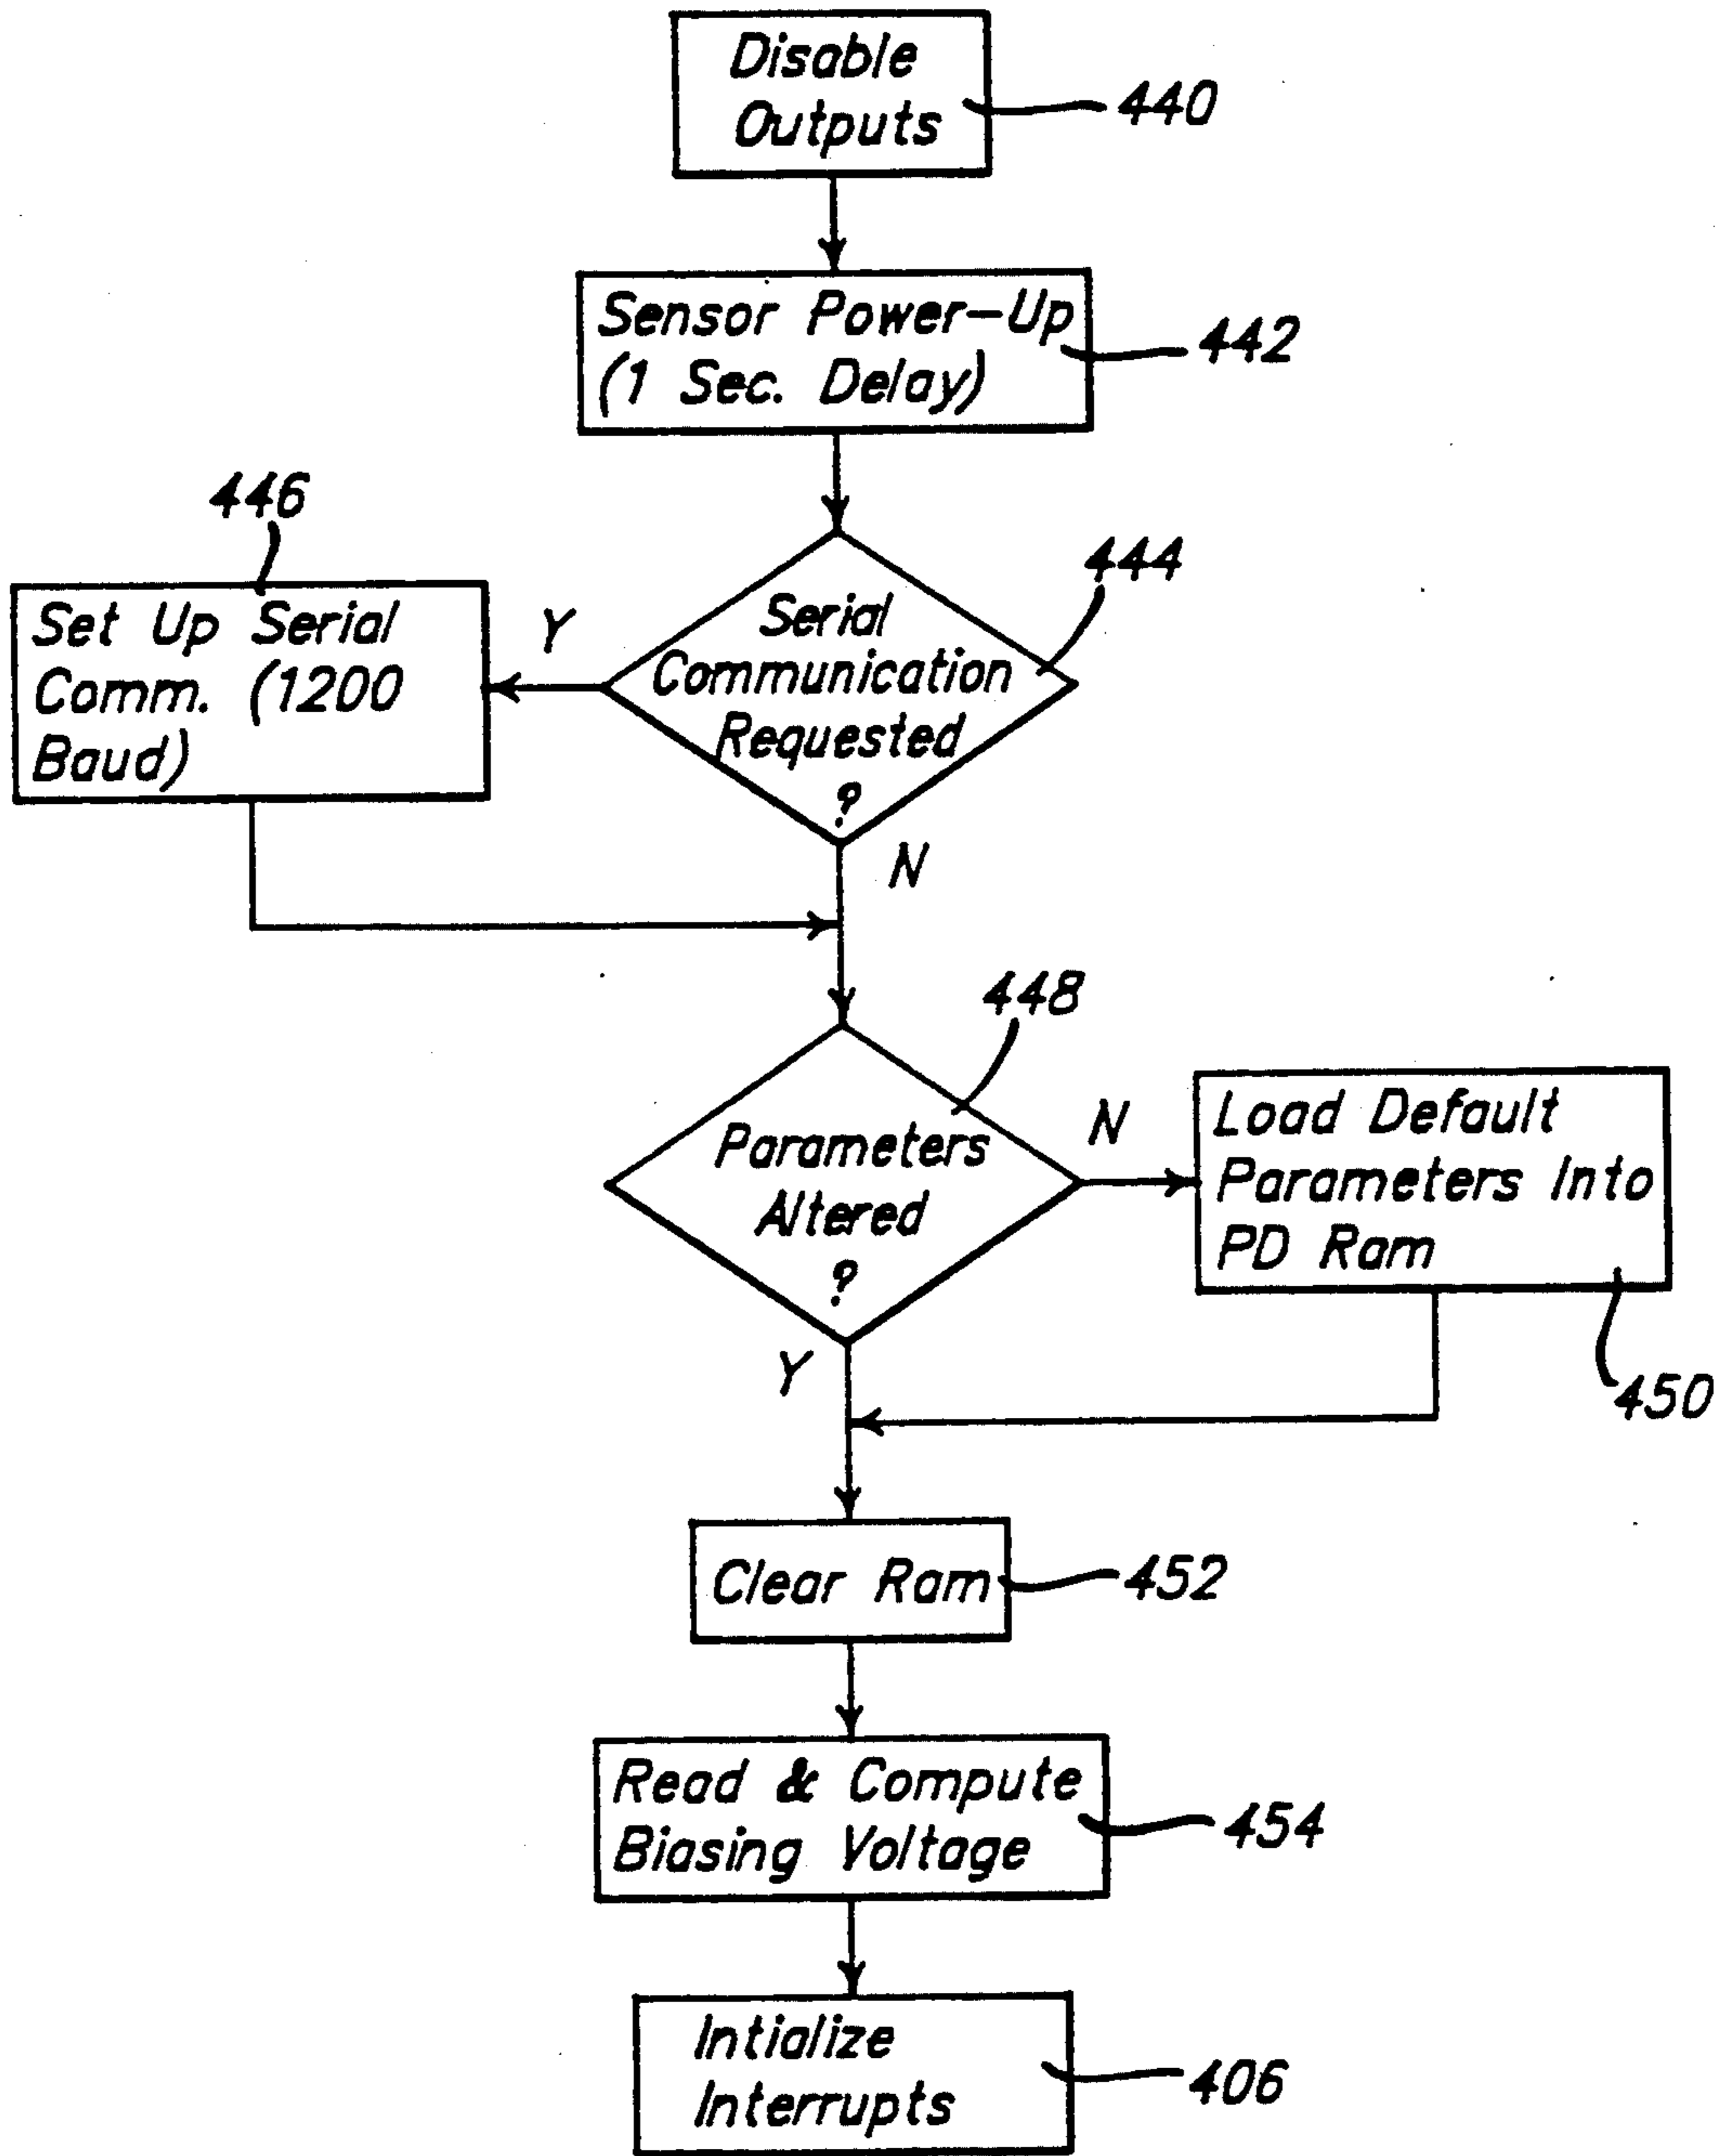 Disable
Outputs
440
Sensor Power-Up
(1 Sec. Delay)
442
446
Set Up Serial
Comm. (1200
Baud)
Y
444
Serial
Communication
Requested
?
N
448
Parameters
Altered
?
N
Load Default
Parameters Into
PD Ram
450
Y
Clear Ram
452
Read & Compute
Biasing Voltage
454
Intialize
Interrupts
406